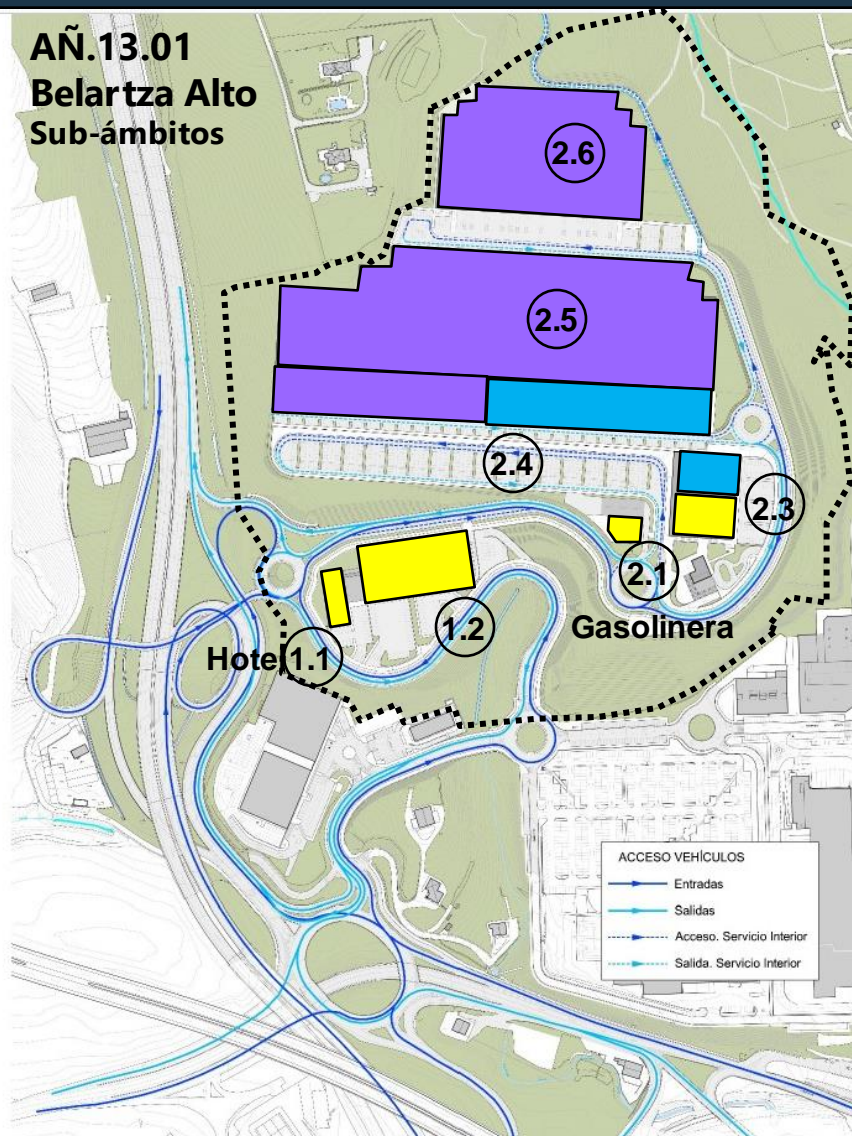 AÑ.13.01
Belartza Alto
Sub-ámbitos
2.6
2.5
2.4
2.3
2.1
Gasolinera
1.2
Hotel 1.1
ACCESO VEHÍCULOS
Entradas
Salidas
Acceso. Servicio Interior
Salida. Servicio Interior